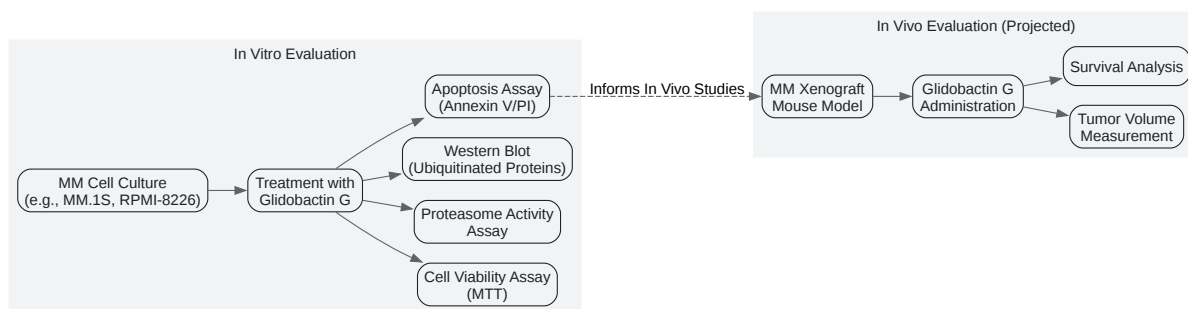 In Vitro Evaluation
MM Cell Culture
(e.g., MM.1S, RPMI-8226)
Treatment with
Glidobactin G
Apoptosis Assay
(Annexin V/PI)
Western Blot
(Ubiquitinated Proteins)
Proteasome Activity
Assay
Cell Viability Assay
(MTT)
Informs In Vivo Studies
In Vivo Evaluation (Projected)
MM Xenograft
Mouse Model
Glidobactin G
Administration
Survival Analysis
Tumor Volume
Measurement